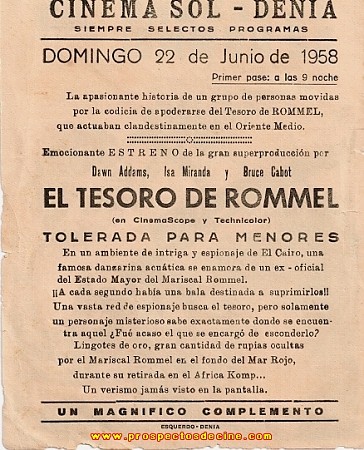 CINEMA SOL - DENIA
SIEMPRE SELECTOS PROGRAMAS
DOMINGO 22 de Junio de 1958
Primer pase: a las 9 noche
La apasionante historia de un grupo de personas movidas
por la codicia de apoderarse del Tesoro de ROMMEL,
que actuaban clandestinamente en el Oriente Medio.
Emocionante ESTRENO de la gran superproducción por
Dawn Addams, Isa Miranda y Bruce Cabot
EL TESORO DE ROMMEL
(en CinemaScope y Technicolor)
TOLERADA PARA MENORES
En un ambiente de intriga y espionaje de El Cairo, una
famosa danzarina acuática se enamora de un ex-oficial
del Estado Mayor del Mariscal Rommel.
¡¡A cada segundo había una bala destinada a suprimirlos!!
Una vasta red de espionaje busca el tesoro, pero solamente
un personaje misterioso sabe exactamente donde se encuen-
tra aquel ¿Fué acaso el que se encargó de esconderlo?
Lingotes de oro, gran cantidad de rupias ocultas
por el Mariscal Rommel en el fondo del Mar Rojo,
durante su retirada en el Africa Komp...
Un verismo jamás visto en la pantalla.
UN MAGNIFICO COMPLEMENTO
ESQUERDO-DENIA
www.prospectosdecine.com